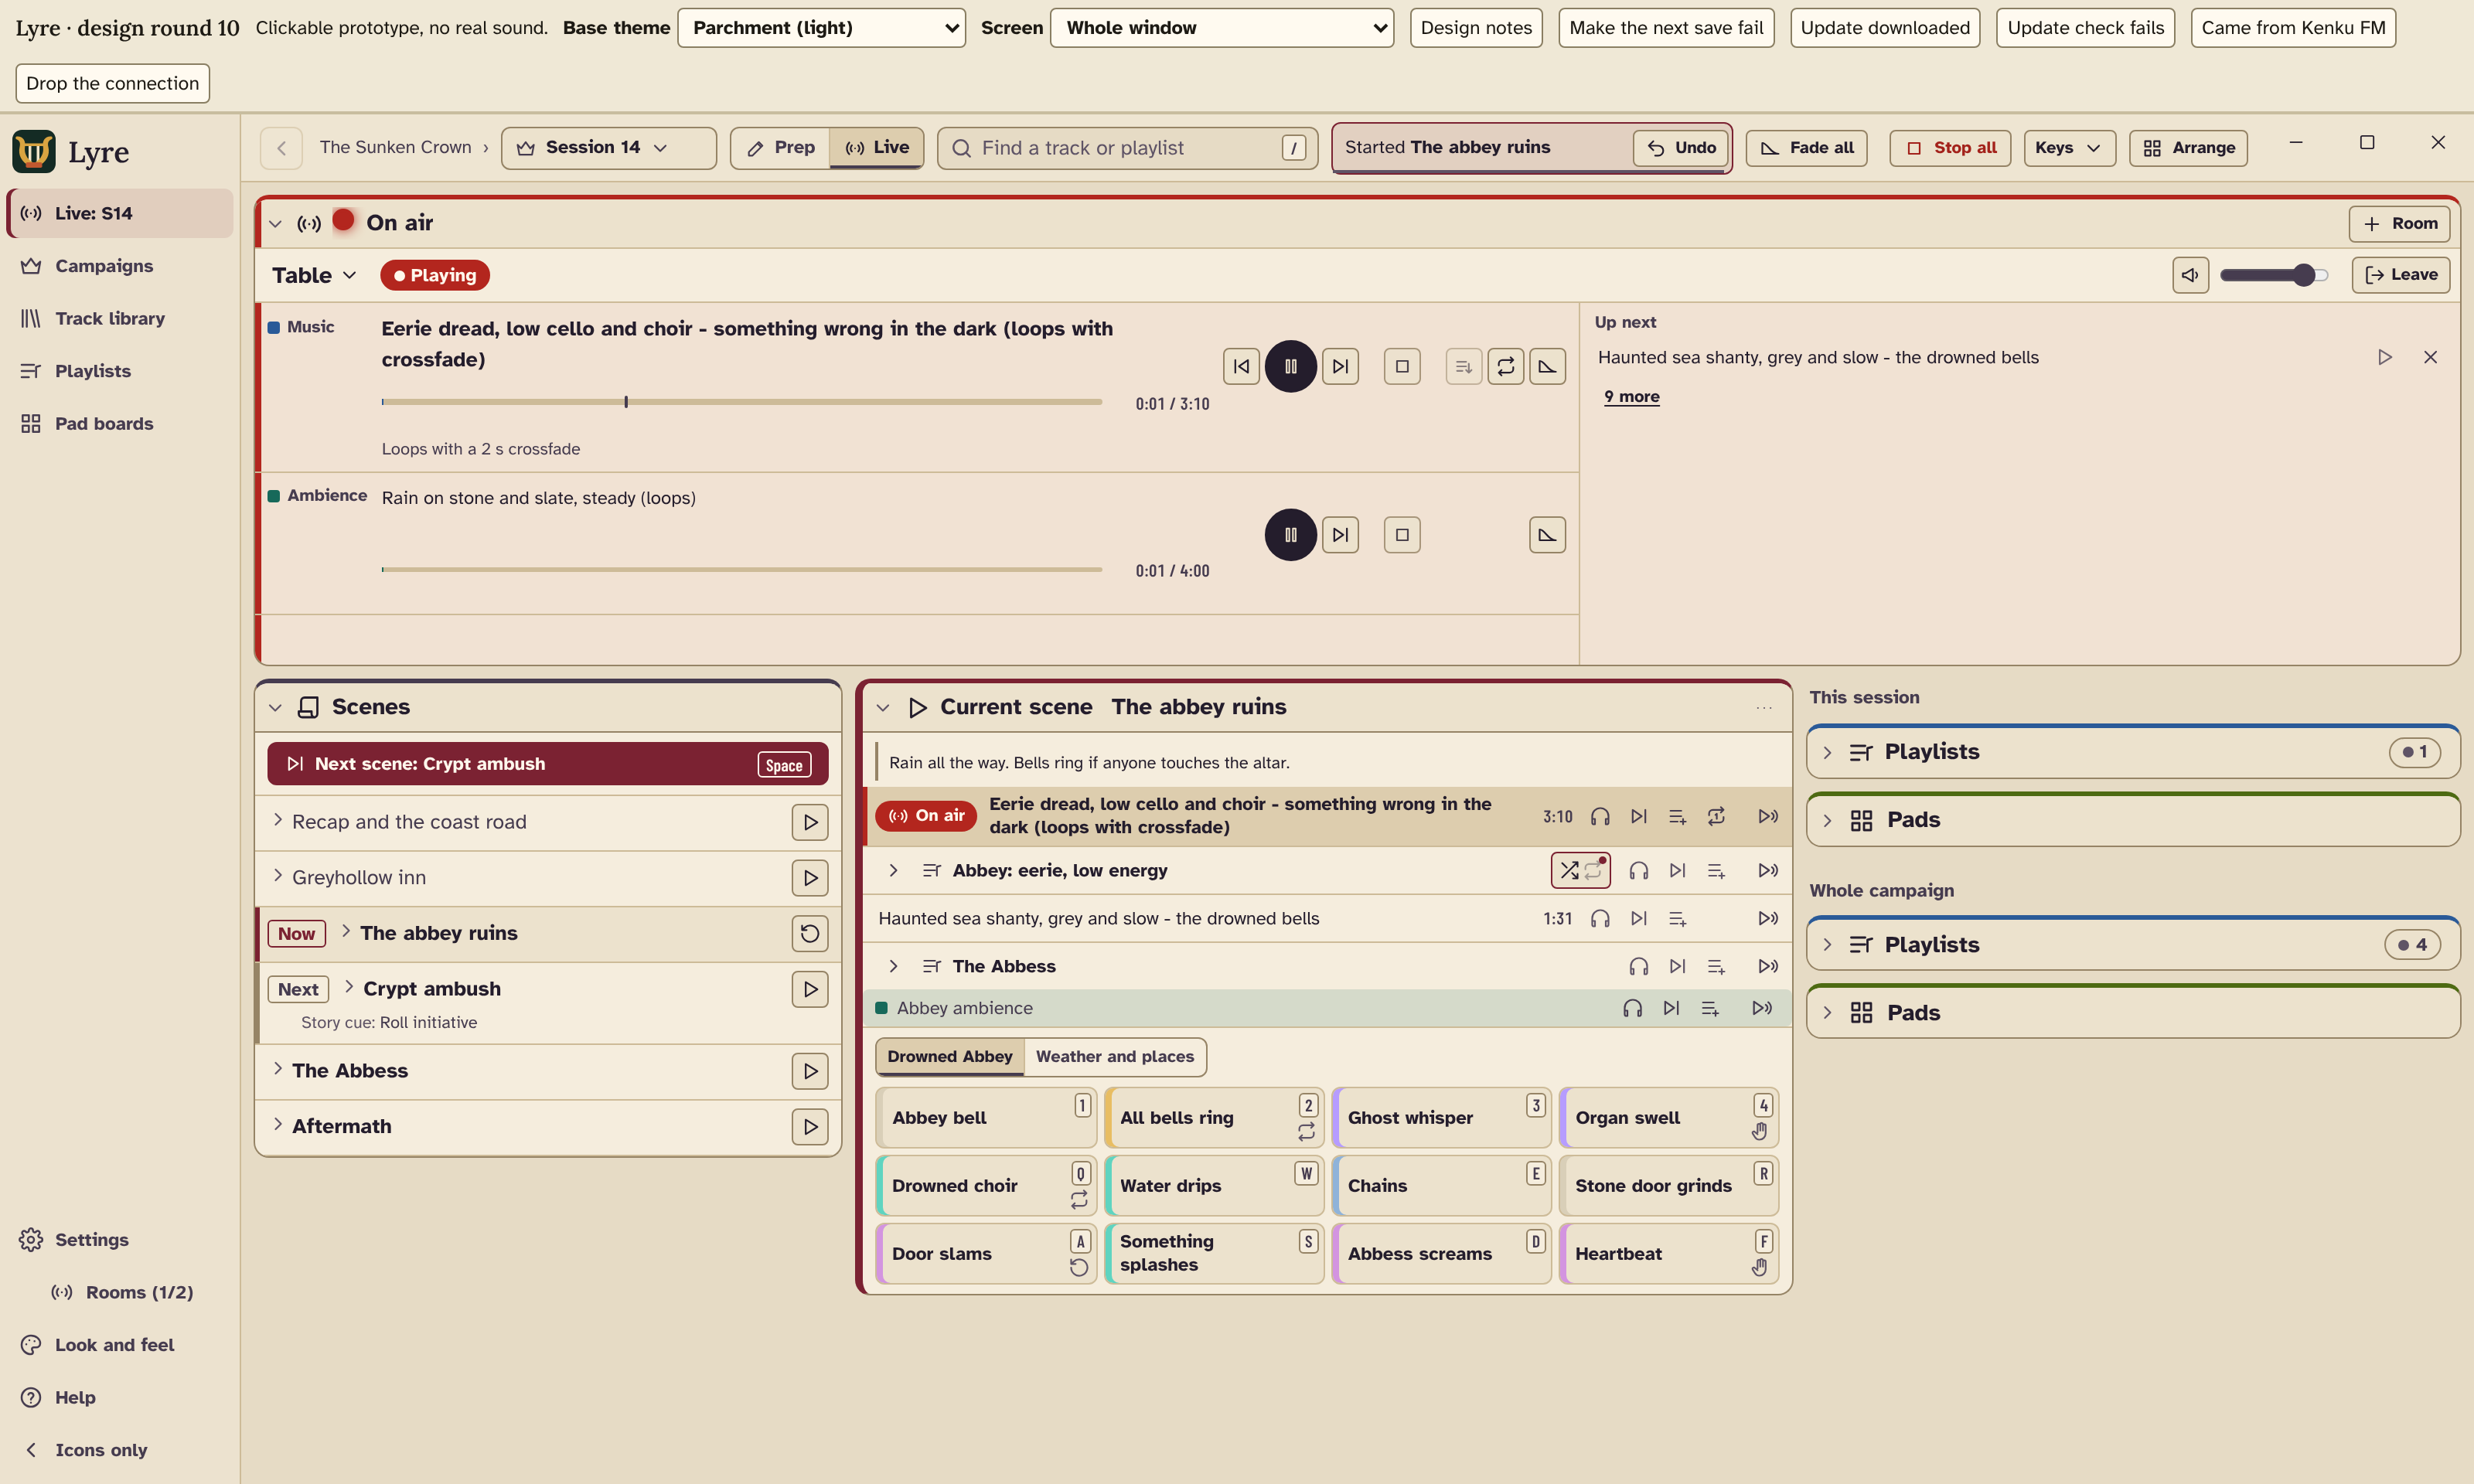 Lyre · design round 10
Clickable prototype, no real sound.
Base theme
Parchment (light)
Screen
Whole window
Design notes
Make the next save fail
Update downloaded
Update check fails
Came from Kenku FM
Drop the connection
Lyre
The Sunken Crown ›
Session 14
Prep
Live
Find a track or playlist
/
Started The abbey ruins
Undo
Fade all
Stop all
Keys
Arrange
Live: S14
Campaigns
Track library
Playlists
Pad boards
Settings
Rooms (1/2)
Look and feel
Help
Icons only
On air
Room
Table
Playing
Leave
Music
Eerie dread, low cello and choir - something wrong in the dark (loops with
crossfade)
0:01 / 3:10
Loops with a 2 s crossfade
Up next
Haunted sea shanty, grey and slow - the drowned bells
9 more
Ambience
Rain on stone and slate, steady (loops)
0:01 / 4:00
Scenes
Next scene: Crypt ambush
Space
Recap and the coast road
Greyhollow inn
Now
The abbey ruins
Next
Crypt ambush
Story cue: Roll initiative
The Abbess
Aftermath
Current scene The abbey ruins
...
Rain all the way. Bells ring if anyone touches the altar.
On air
Eerie dread, low cello and choir - something wrong in the
dark (loops with crossfade)
3:10
Abbey: eerie, low energy
Haunted sea shanty, grey and slow - the drowned bells
1:31
The Abbess
Abbey ambience
Drowned Abbey
Weather and places
Abbey bell
1
All bells ring
2
Ghost whisper
3
Organ swell
4
Drowned choir
Q
Water drips
W
Chains
E
Stone door grinds
R
Door slams
A
Something
splashes
S
Abbess screams
D
Heartbeat
F
This session
Playlists
1
Pads
Whole campaign
Playlists
4
Pads